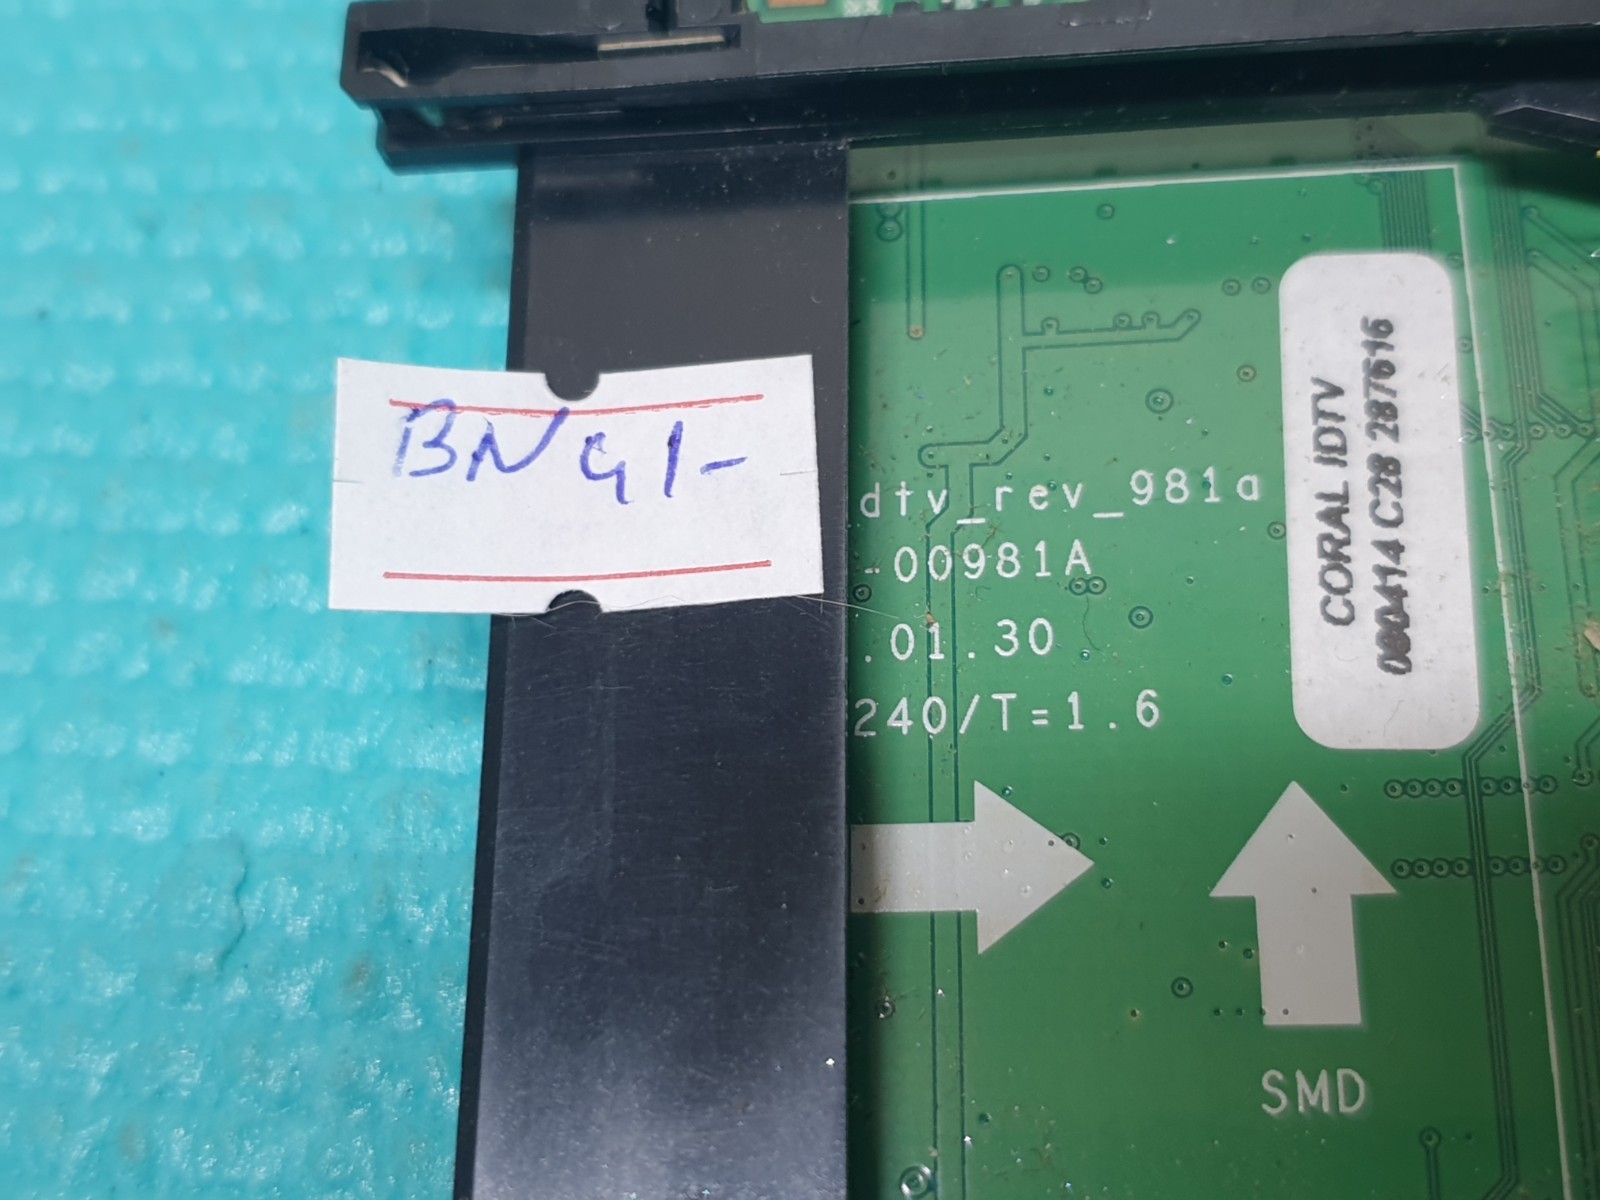 BN41-
dtv_rev_981a
-00981A
.01.30
240/T=1.6
CORAL IDTV
080414 C28 287616
SMD